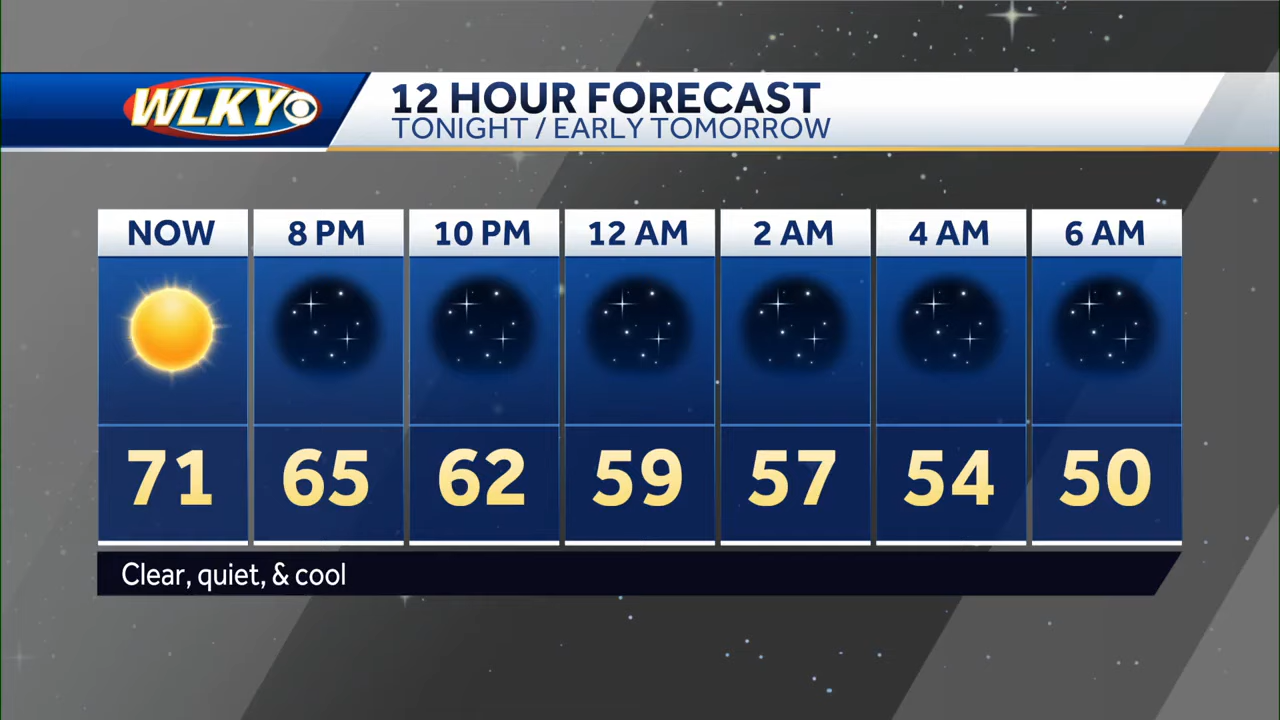 WLKY
12 HOUR FORECAST
TONIGHT / EARLY TOMORROW
NOW 8 PM 10 PM 12 AM 2 AM 4 AM 6 AM
71 65 62 59 57 54 50
Clear, quiet, & cool